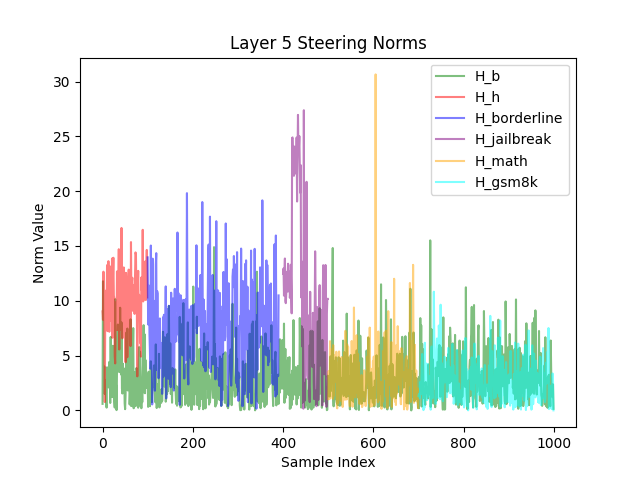 Layer 5 Steering Norms
Norm Value
30
25
20
15
10
5
0
H_b
H_h
H_borderline
H_jailbreak
H_math
H_gsm8k
0 200 400 600 800 1000
Sample Index